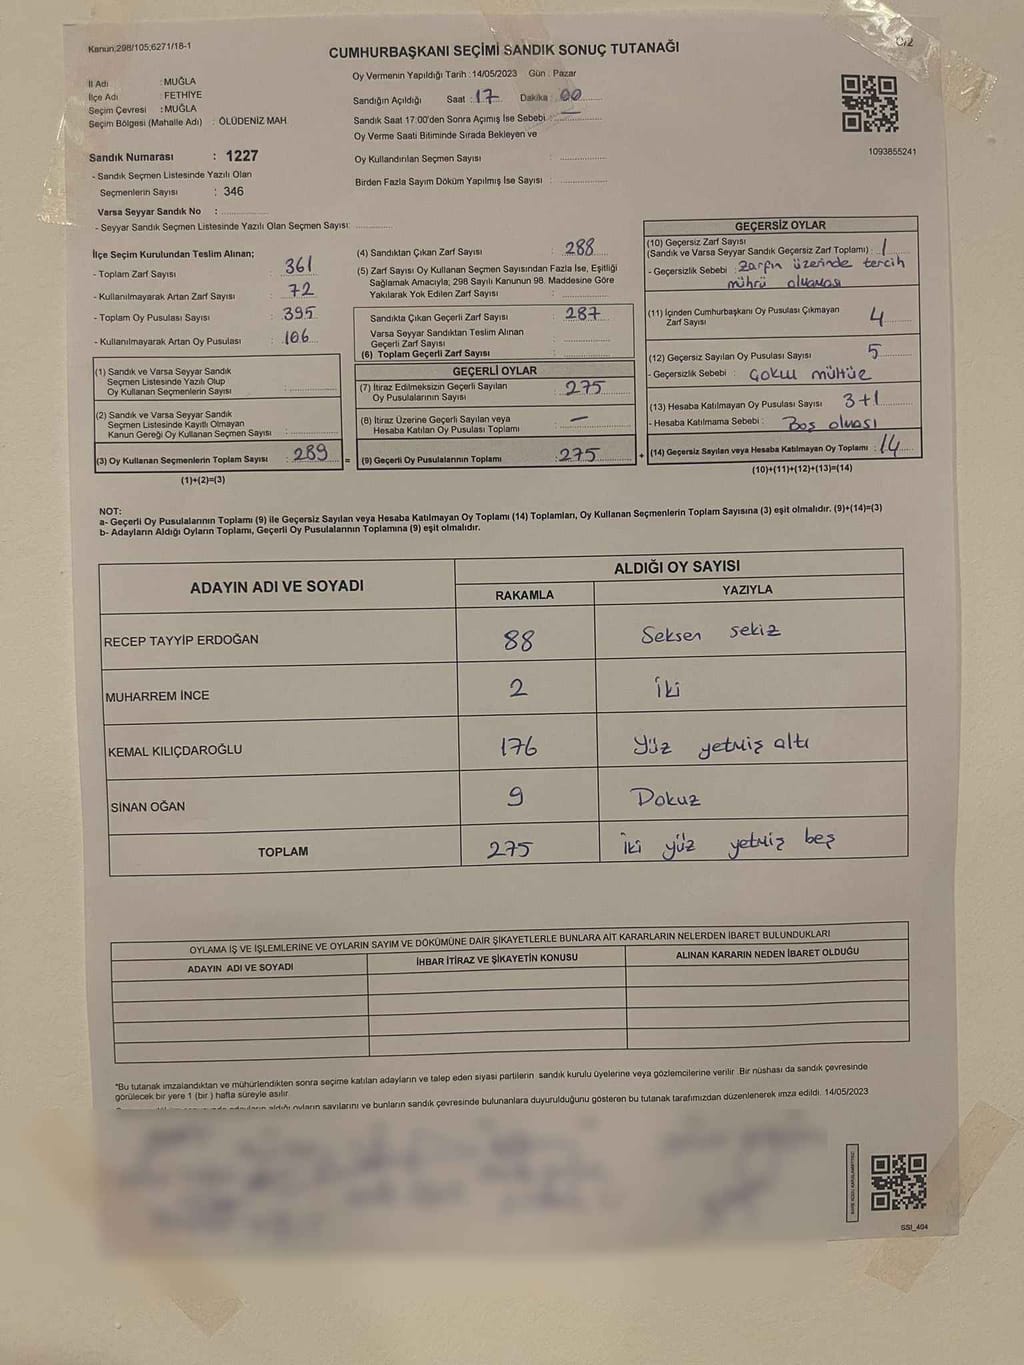 Kanun,298/105;6271/18-1
CUMHURBAŞKANI SEÇİMİ SANDIK SONUÇ TUTANAĞI
İl Adı : MUĞLA
İlçe Adı : FETHİYE
Seçim Çevresi : MUĞLA
Seçim Bölgesi (Mahalle Adı) : ÖLÜDENİZ MAH
Oy Vermenin Yapıldığı Tarih : 14/05/2023 Gün : Pazar
Sandığın Açıldığı Saat : 17 Dakika : 00
Sandık Saat 17:00'den Sonra Açımış İse Sebebi : —
Oy Verme Saati Bitiminde Sırada Bekleyen ve
Oy Kullandırılan Seçmen Sayısı :
Birden Fazla Sayım Döküm Yapılmış İse Sayısı :
1093855241
Sandık Numarası : 1227
- Sandık Seçmen Listesinde Yazılı Olan
Seçmenlerin Sayısı : 346
Varsa Seyyar Sandık No :
- Seyyar Sandık Seçmen Listesinde Yazılı Olan Seçmen Sayısı:
İlçe Seçim Kurulundan Teslim Alınan;
- Toplam Zarf Sayısı : 361
- Kullanılmayarak Artan Zarf Sayısı : 72
- Toplam Oy Pusulası Sayısı : 395
- Kullanılmayarak Artan Oy Pusulası : 106
(1) Sandık ve Varsa Seyyar Sandık
Seçmen Listesinde Yazılı Olup
Oy Kullanan Seçmenlerin Sayısı :
(2) Sandık ve Varsa Seyyar Sandık
Seçmen Listesinde Kayıtlı Olmayan
Kanun Gereği Oy Kullanan Seçmen Sayısı :
(3) Oy Kullanan Seçmenlerin Toplam Sayısı : 289 =
(1)+(2)=(3)
(4) Sandıktan Çıkan Zarf Sayısı : 288
(5) Zarf Sayısı Oy Kullanan Seçmen Sayısından Fazla İse, Eşitliği
Sağlamak Amacıyla; 298 Sayılı Kanunun 98. Maddesine Göre
Yakılarak Yok Edilen Zarf Sayısı :
Sandıkta Çıkan Geçerli Zarf Sayısı : 287
Varsa Seyyar Sandıktan Teslim Alınan
Geçerli Zarf Sayısı :
(6) Toplam Geçerli Zarf Sayısı :
GEÇERLİ OYLAR
(7) İtiraz Edilmeksizin Geçerli Sayılan
Oy Pusulalarının Sayısı : 275
(8) İtiraz Üzerine Geçerli Sayılan veya
Hesaba Katılan Oy Pusulası Toplamı : —
(9) Geçerli Oy Pusulalarının Toplamı : 275 +
GEÇERSİZ OYLAR
(10) Geçersiz Zarf Sayısı
(Sandık ve Varsa Seyyar Sandık Geçersiz Zarf Toplamı) : 1
- Geçersizlik Sebebi : Zarfın üzerinde tercih
mührü olmaması
(11) İçinden Cumhurbaşkanı Oy Pusulası Çıkmayan
Zarf Sayısı : 4
(12) Geçersiz Sayılan Oy Pusulası Sayısı : 5
- Geçersizlik Sebebi : Çoklu mühür
(13) Hesaba Katılmayan Oy Pusulası Sayısı : 3+1
- Hesaba Katılmama Sebebi : Boş olması
(14) Geçersiz Sayılan veya Hesaba Katılmayan Oy Toplamı : 14
(10)+(11)+(12)+(13)=(14)
NOT:
a- Geçerli Oy Pusulalarının Toplamı (9) ile Geçersiz Sayılan veya Hesaba Katılmayan Oy Toplamı (14) Toplamları, Oy Kullanan Seçmenlerin Toplam Sayısına (3) eşit olmalıdır. (9)+(14)=(3)
b- Adayların Aldığı Oyların Toplamı, Geçerli Oy Pusulalarının Toplamına (9) eşit olmalıdır.
ADAYIN ADI VE SOYADI
ALDIĞI OY SAYISI
RAKAMLA YAZIYLA
RECEP TAYYİP ERDOĞAN 88 Seksen sekiz
MUHARREM İNCE 2 İki
KEMAL KILIÇDAROĞLU 176 Yüz yetmiş altı
SİNAN OĞAN 9 Dokuz
TOPLAM 275 İki yüz yetmiş beş
OYLAMA İŞ VE İŞLEMLERİNE VE OYLARIN SAYIM VE DÖKÜMÜNE DAİR ŞİKAYETLERLE BUNLARA AİT KARARLARIN NELERDEN İBARET BULUNDUKLARI
ADAYIN ADI VE SOYADI İHBAR İTİRAZ VE ŞİKAYETİN KONUSU ALINAN KARARIN NEDEN İBARET OLDUĞU
*Bu tutanak imzalandıktan ve mühürlendikten sonra seçime katılan adayların ve talep eden siyasi partilerin sandık kurulu üyelerine veya gözlemcilerine verilir. Bir nüshası da sandık çevresinde
görülecek bir yere 1 (bir) hafta süreyle asılır.
aldığı oyların sayılarını ve bunların sandık çevresinde bulunanlara duyurulduğunu gösteren bu tutanak tarafımızdan düzenlenerek imza edildi. 14/05/2023
SSI_404